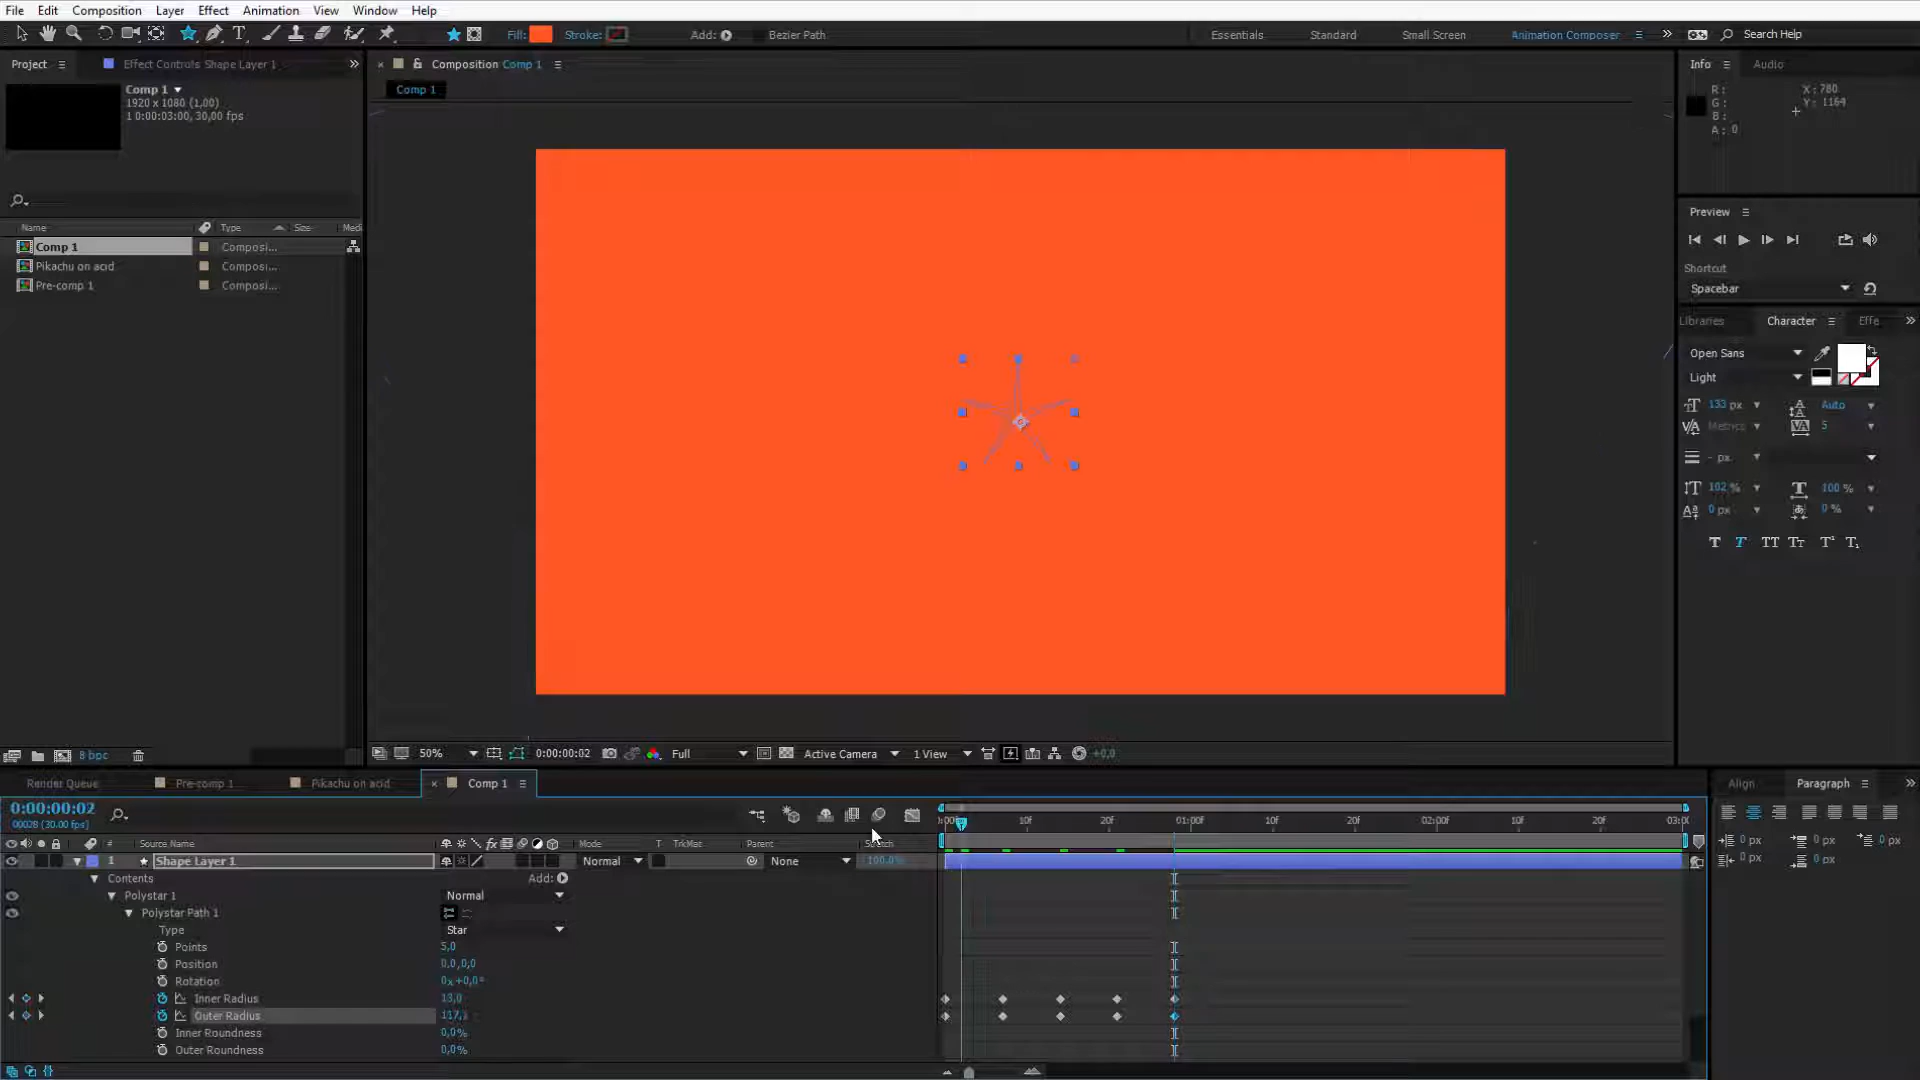 File Edit Composition Layer Effect Animation View Window Help
Fill: Stroke: Add: Bezier Path Essentials Standard Small Screen Animation Composer Search Help
Project Effect Controls Shape Layer 1
Composition Comp 1
Info Audio
Comp 1
1920 x 1080 (1,00)
1 0:00:03:00, 30,00 fps
Comp 1
R: X: 780
G: Y: 1164
B:
A: 0
Preview
Shortcut
Spacebar
Name Type Size Medi
Comp 1 Composi...
Pikachu on acid Composi...
Pre-comp 1 Composi...
Libraries Character Effe
Open Sans
Light
133 px Auto
Metrics 5
- px
102 % 100 %
0 px 0 %
T T TT Tt T¹ T₁
8 bpc
50% 0:00:00:02 Full Active Camera 1 View +0,0
Render Queue Pre-comp 1 Pikachu on acid Comp 1
Align Paragraph
0:00:00:02
00028 (30.00 fps)
10f 20f 01:00f 10f 20f 02:00f 10f 20f 03:0
0 px 0 px 0 px
0 px 0 px
# Source Name Mode T TrkMat Parent Stretch
1 Shape Layer 1 Normal None 100,0%
Contents Add:
Polystar 1 Normal
Polystar Path 1
Type Star
Points 5,0
Position 0,0,0,0
Rotation 0x+0,0°
Inner Radius 13,0
Outer Radius
Inner Roundness 0,0%
Outer Roundness 0,0%